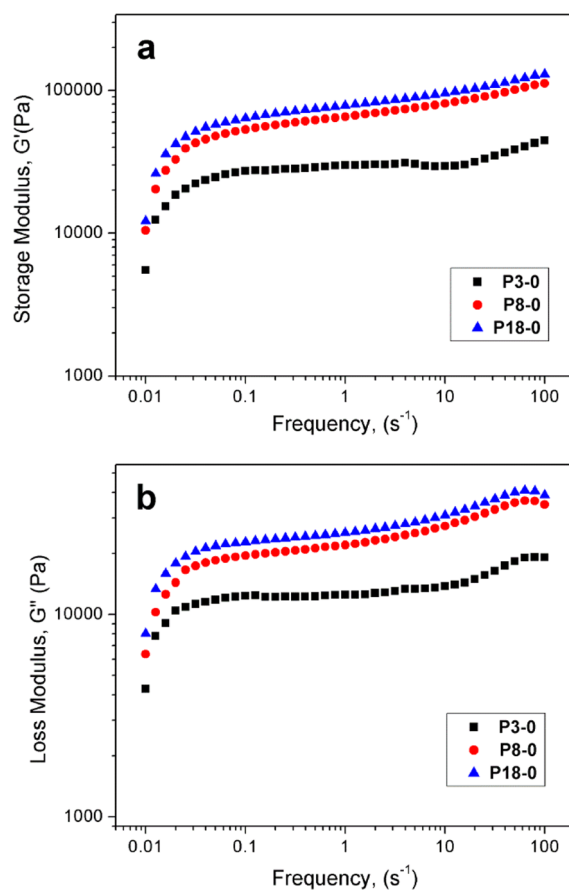 a
Storage Modulus, G'(Pa)
100000
10000
1000
P3-0
P8-0
P18-0
0.01 0.1 1 10 100
Frequency, (s⁻¹)
b
Loss Modulus, G" (Pa)
10000
1000
P3-0
P8-0
P18-0
0.01 0.1 1 10 100
Frequency, (s⁻¹)